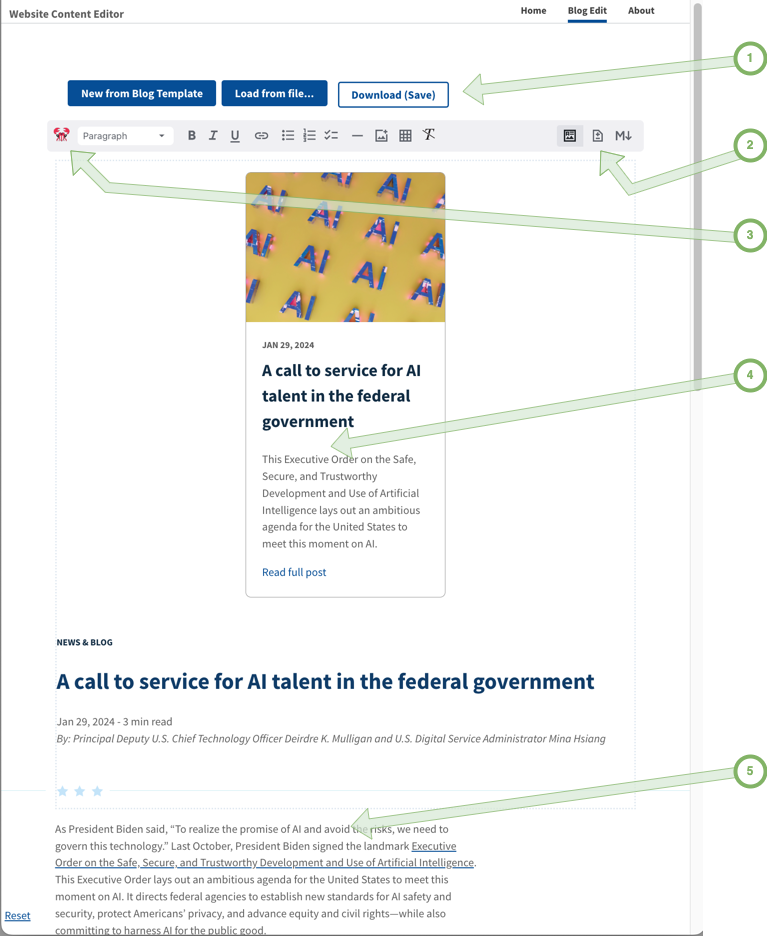 Website Content Editor
Home Blog Edit About
1
New from Blog Template Load from file... Download (Save)
Paragraph B I U M↓
2
3
AI AI AI AI AI AI AI AI AI
JAN 29, 2024
A call to service for AI
talent in the federal
government
4
This Executive Order on the Safe,
Secure, and Trustworthy
Development and Use of Artificial
Intelligence lays out an ambitious
agenda for the United States to
meet this moment on AI.
Read full post
NEWS & BLOG
A call to service for AI talent in the federal government
Jan 29, 2024 - 3 min read
By: Principal Deputy U.S. Chief Technology Officer Deirdre K. Mulligan and U.S. Digital Service Administrator Mina Hsiang
5
As President Biden said, “To realize the promise of AI and avoid the risks, we need to
govern this technology.” Last October, President Biden signed the landmark Executive
Order on the Safe, Secure, and Trustworthy Development and Use of Artificial Intelligence.
This Executive Order lays out an ambitious agenda for the United States to meet this
moment on AI. It directs federal agencies to establish new standards for AI safety and
security, protect Americans’ privacy, and advance equity and civil rights—while also
committing to harness AI for the public good.
Reset